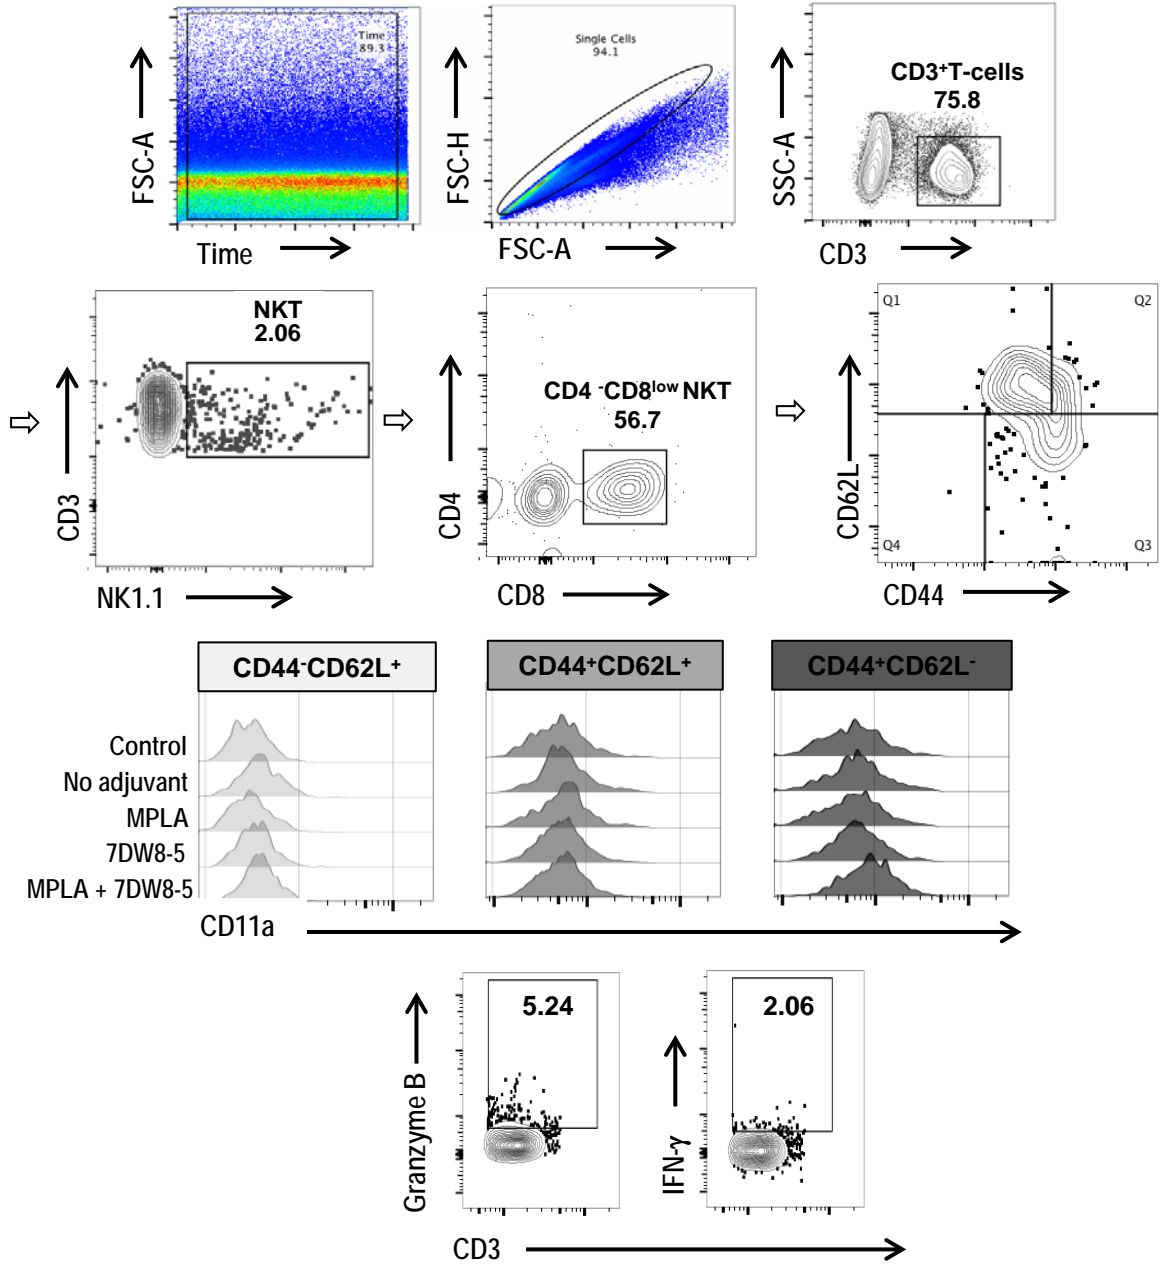 FSC-A
Time
89.3
Time
FSC-H
Single Cells
94.1
FSC-A
SSC-A
CD3⁺T-cells
75.8
CD3
CD3
NKT
2.06
NK1.1
CD4
CD4 ⁻CD8ˡᵒʷ NKT
56.7
CD8
CD62L
Q1
Q2
Q4
Q3
CD44
CD44⁻CD62L⁺
CD44⁺CD62L⁺
CD44⁺CD62L⁻
Control
No adjuvant
MPLA
7DW8-5
MPLA + 7DW8-5
CD11a
Granzyme B
5.24
IFN-γ
2.06
CD3